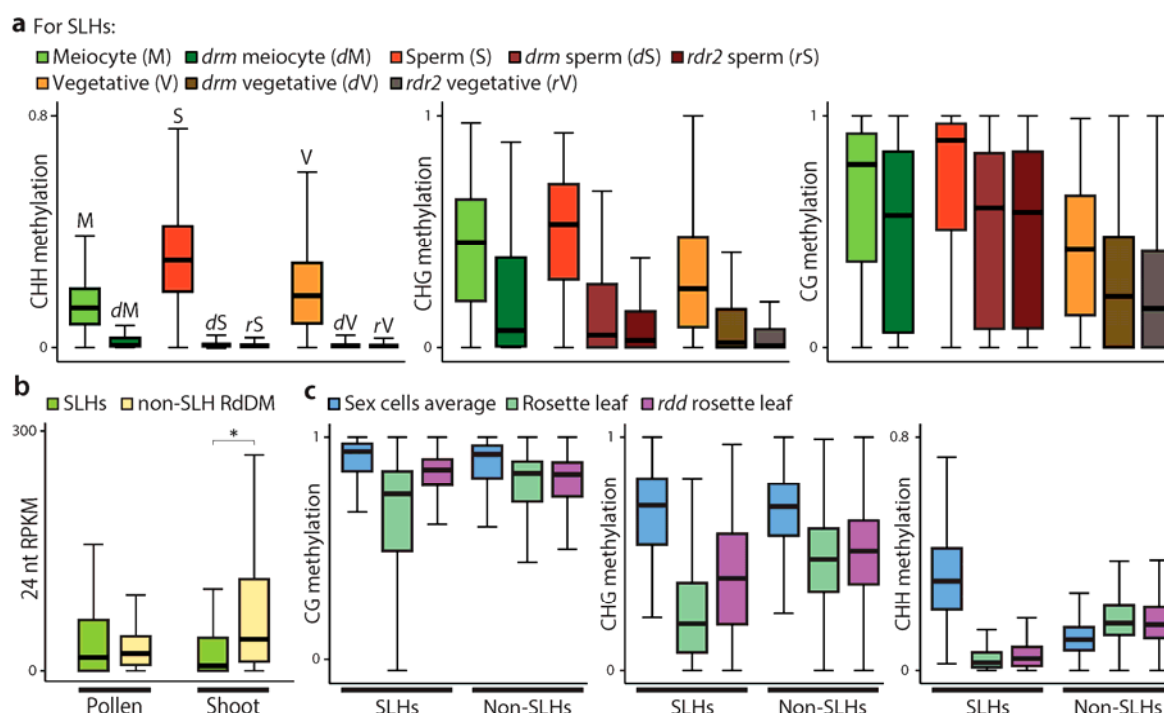 a For SLHs:
Meiocyte (M) drm meiocyte (dM) Sperm (S) drm sperm (dS) rdr2 sperm (rS)
Vegetative (V) drm vegetative (dV) rdr2 vegetative (rV)
CHH methylation
0.8
0
M
dM
S
dS
rS
V
dV
rV
CHG methylation
1
0
CG methylation
1
0
b SLHs non-SLH RdDM
24 nt RPKM
300
0
*
Pollen Shoot
c Sex cells average Rosette leaf rdd rosette leaf
CG methylation
1
0
SLHs Non-SLHs
CHG methylation
1
0
SLHs Non-SLHs
CHH methylation
0.8
0
SLHs Non-SLHs